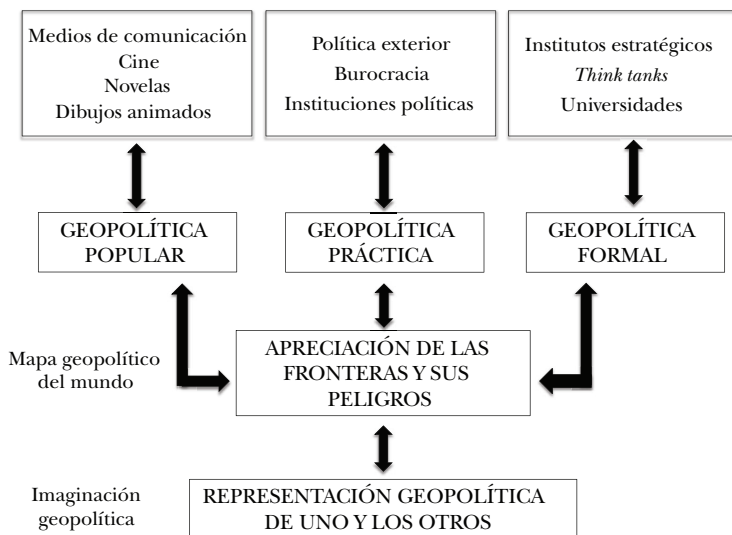 Medios de comunicación
Cine
Novelas
Dibujos animados
Política exterior
Burocracia
Instituciones políticas
Institutos estratégicos
Think tanks
Universidades
GEOPOLÍTICA
POPULAR
GEOPOLÍTICA
PRÁCTICA
GEOPOLÍTICA
FORMAL
Mapa geopolítico
del mundo
APRECIACIÓN DE LAS
FRONTERAS Y SUS
PELIGROS
Imaginación
geopolítica
REPRESENTACIÓN GEOPOLÍTICA
DE UNO Y LOS OTROS